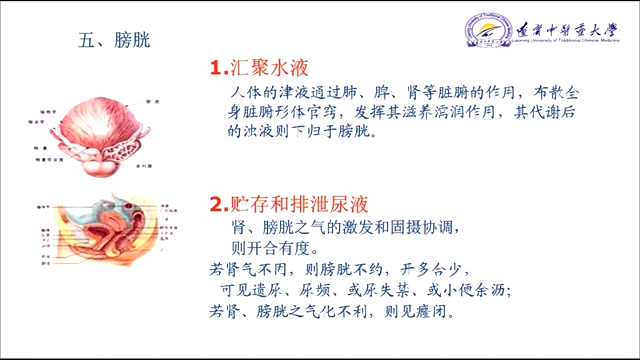 五、膀胱
遼寧中醫藥大學
Liaoning University of Traditional Chinese Medicine
1.汇聚水液
人体的津液通过肺、脾、肾等脏腑的作用，布散全
身脏腑形体官窍，发挥其滋养濡润作用，其代谢后
的浊液则下归于膀胱。
2.贮存和排泄尿液
肾、膀胱之气的激发和固摄协调，
则开合有度。
若肾气不固，则膀胱不约，开多合少，
可见遗尿、尿频、或尿失禁、或小便余沥；
若肾、膀胱之气化不利，则见癃闭。